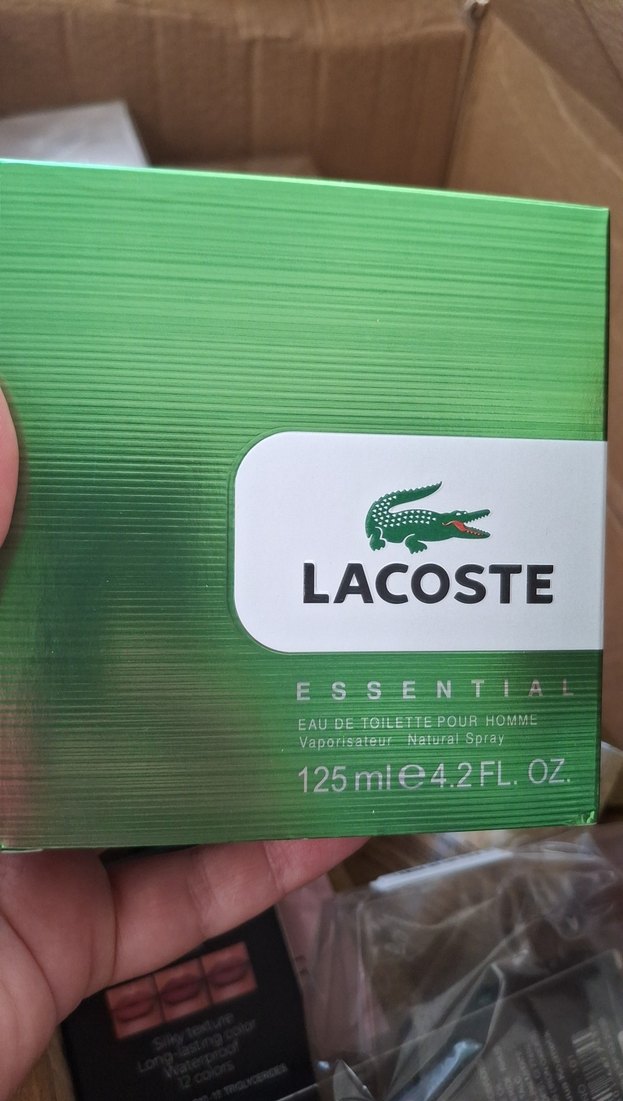 LACOSTE
ESSENTIAL
EAU DE TOILETTE POUR HOMME
Vaporisateur Natural Spray
125 ml e 4.2 FL. OZ.
Silky texture
Long-lasting color
Waterproof
12 colors
TRIGLYCERIDES